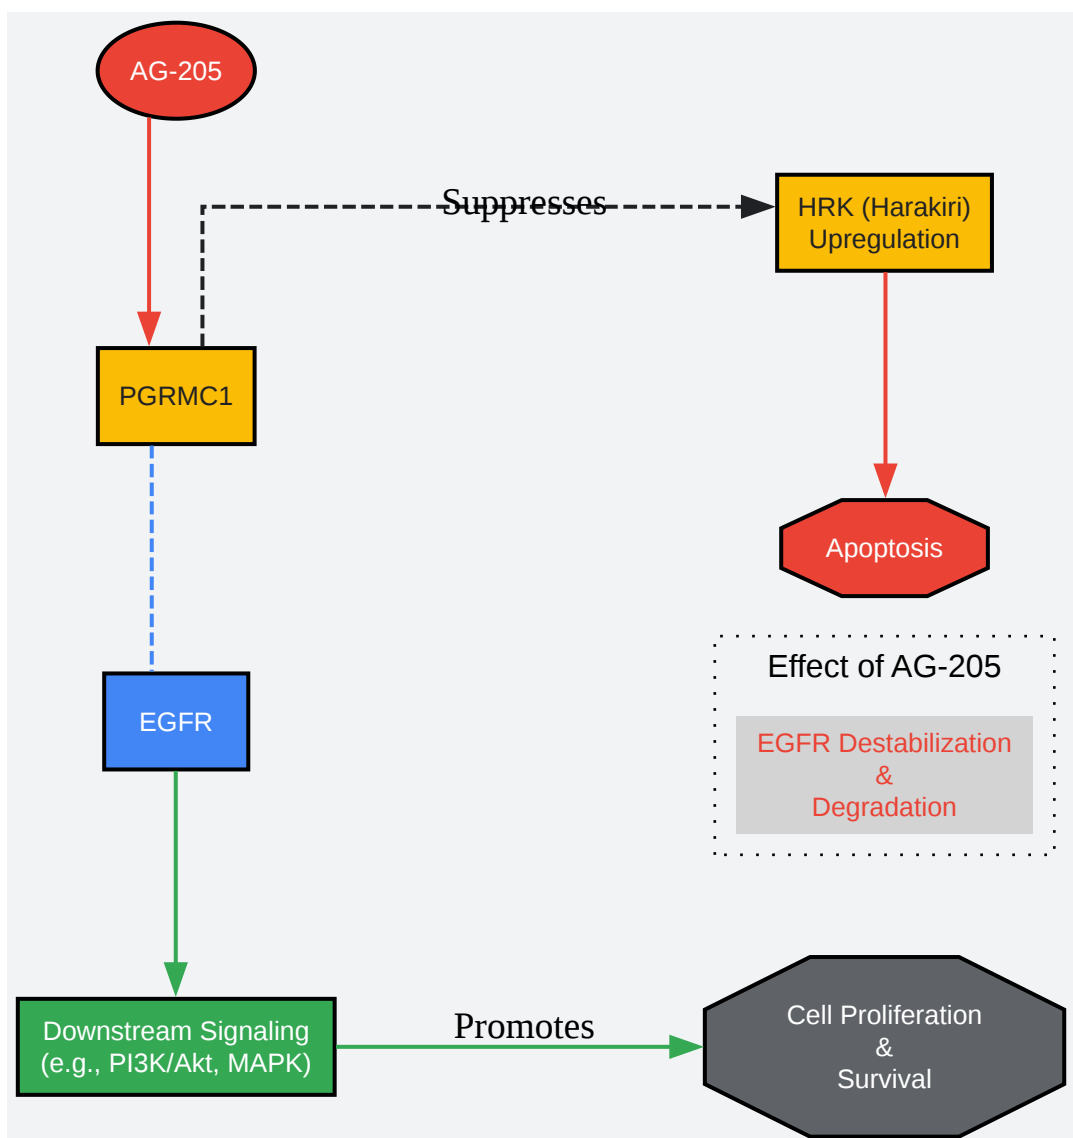 AG-205
Suppresses
HRK (Harakiri)
Upregulation
PGRMC1
Apoptosis
Effect of AG-205
EGFR Destabilization
&
Degradation
EGFR
Downstream Signaling
(e.g., PI3K/Akt, MAPK)
Promotes
Cell Proliferation
&
Survival